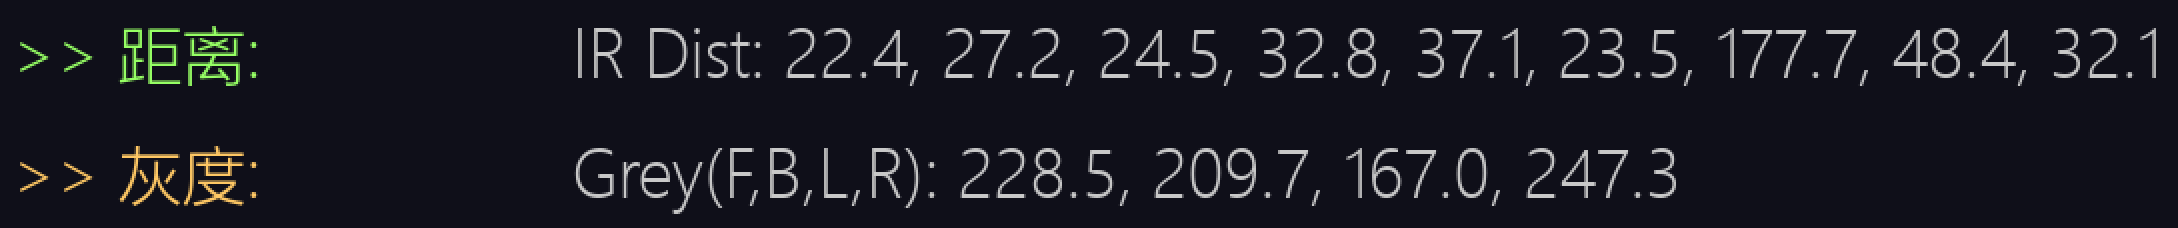 >> 距离: IR Dist: 22.4, 27.2, 24.5, 32.8, 37.1, 23.5, 177.7, 48.4, 32.1
>> 灰度: Grey(F,B,L,R): 228.5, 209.7, 167.0, 247.3